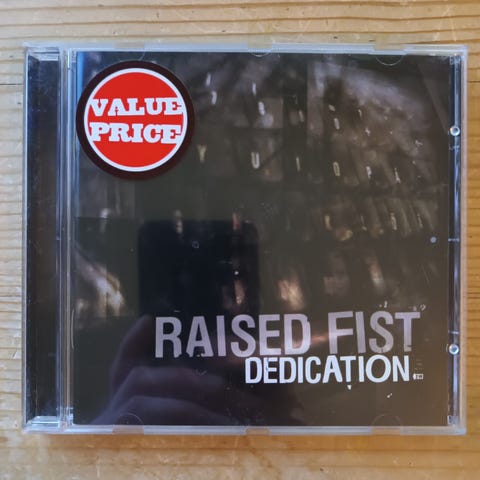 VALUE
PRICE
Y U I
RAISED FIST
DEDICATION.